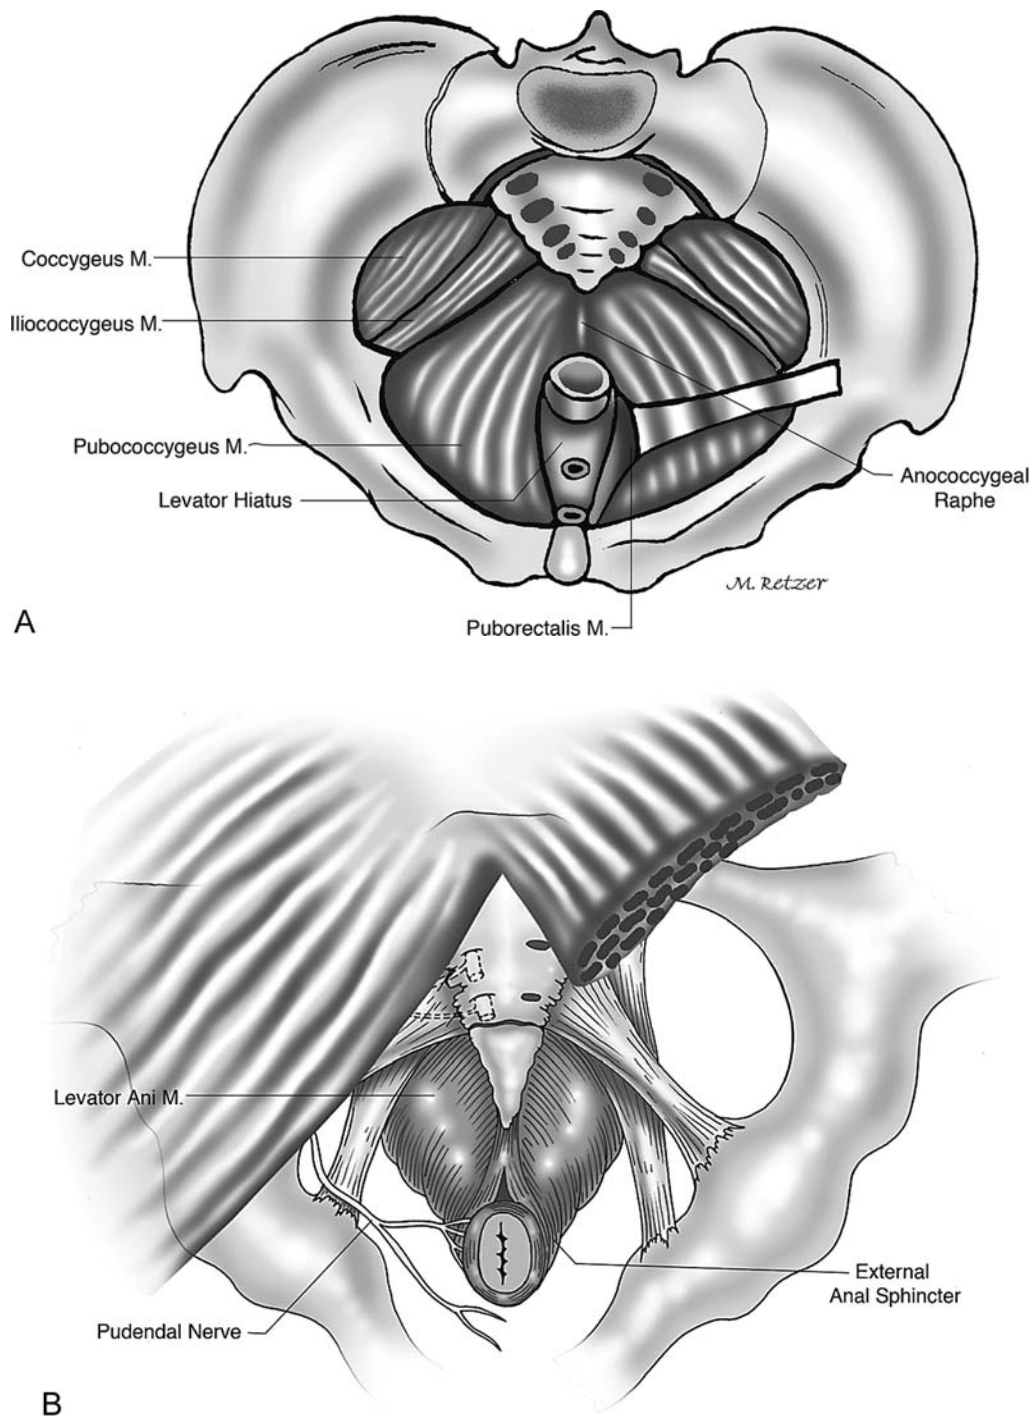 Coccygeus M.
Iliococcygeus M.
Pubococcygeus M.
Levator Hiatus
Anococcygeal
Raphe
M. Retzer
Puborectalis M.
A
Levator Ani M.
External
Anal Sphincter
Pudendal Nerve
B